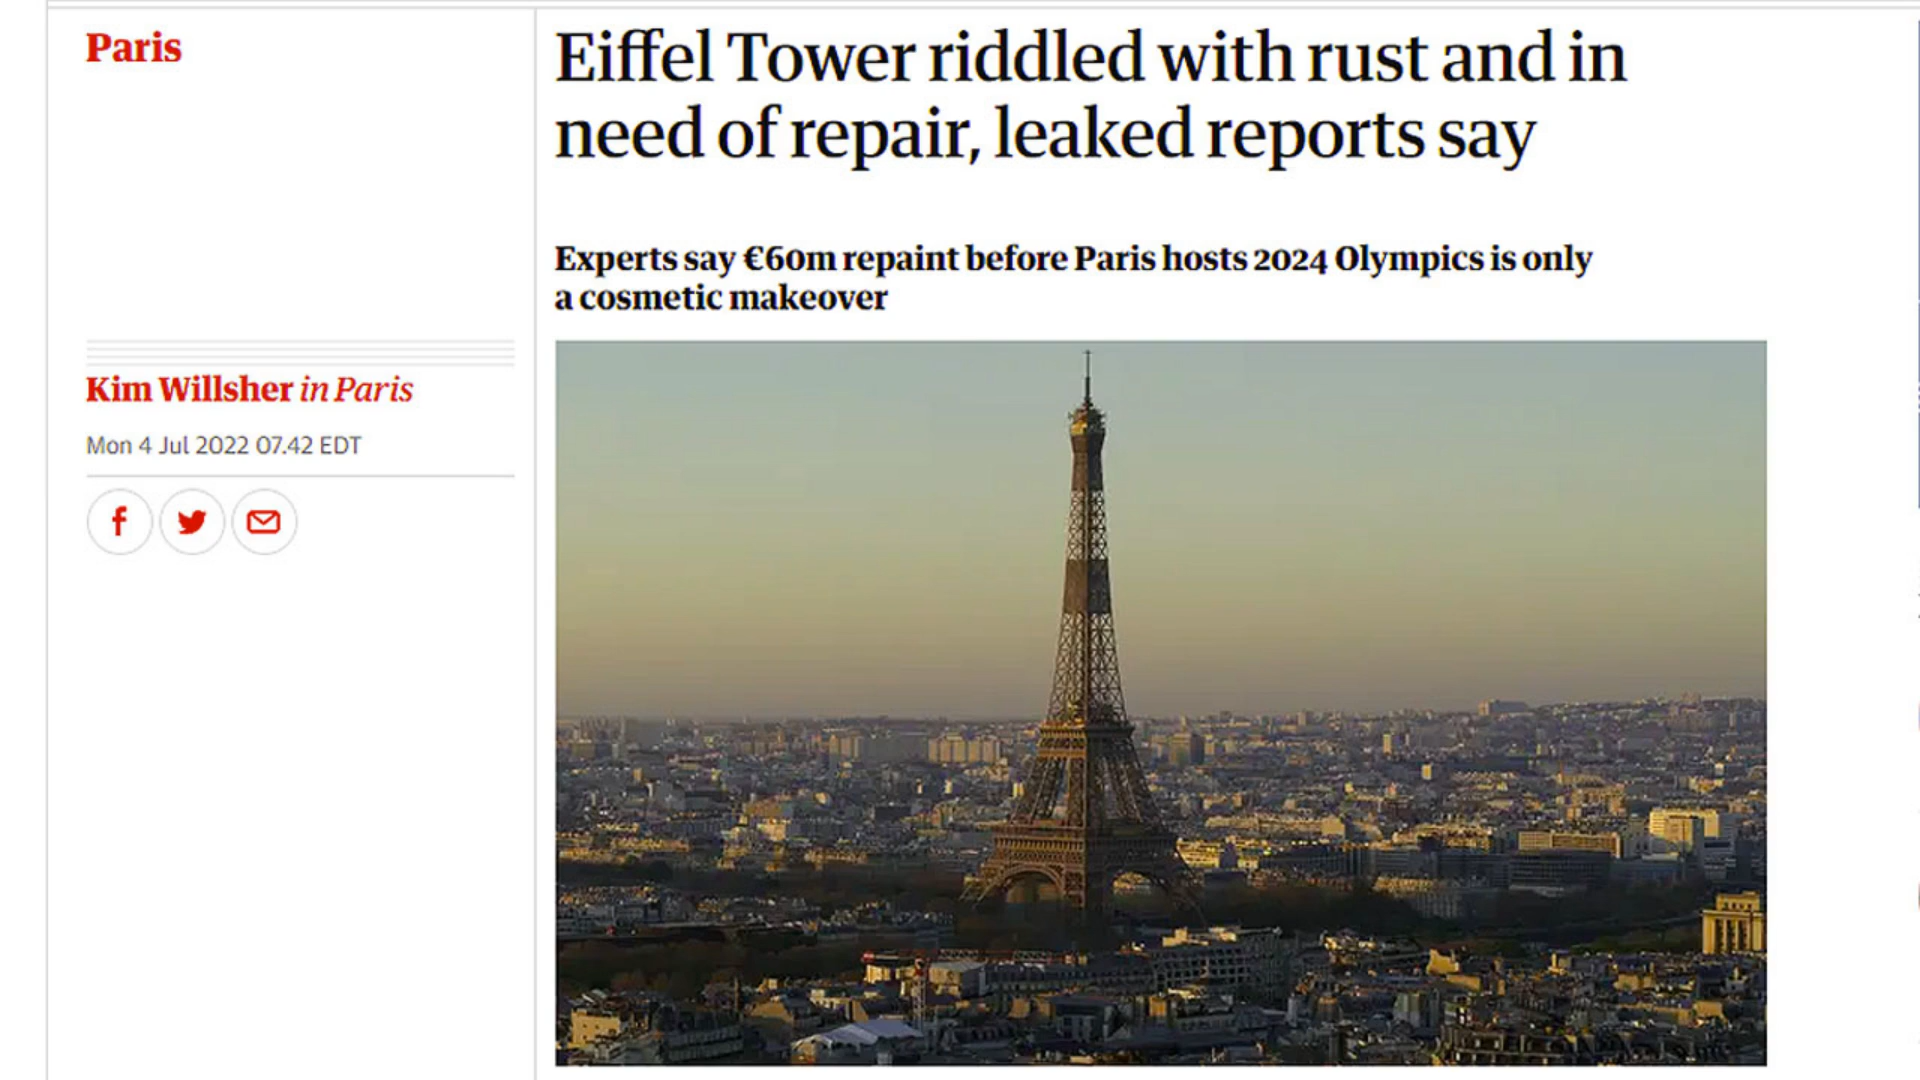 Paris
Eiffel Tower riddled with rust and in
need of repair, leaked reports say
Experts say €60m repaint before Paris hosts 2024 Olympics is only
a cosmetic makeover
Kim Willsher in Paris
Mon 4 Jul 2022 07.42 EDT